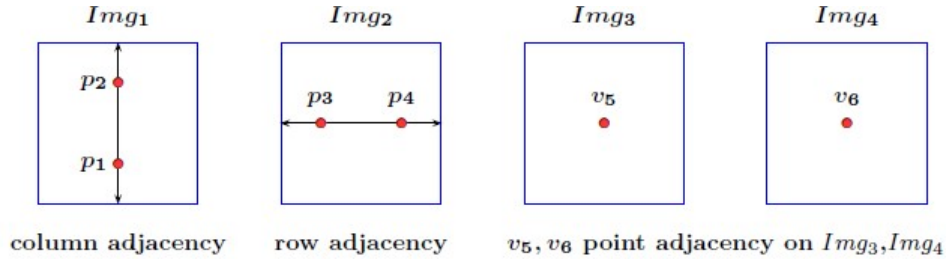 Img₁ Img₂ Img₃ Img₄
p₂ p₃ p₄ v₅ v₆
p₁
column adjacency row adjacency v₅, v₆ point adjacency on Img₃,Img₄